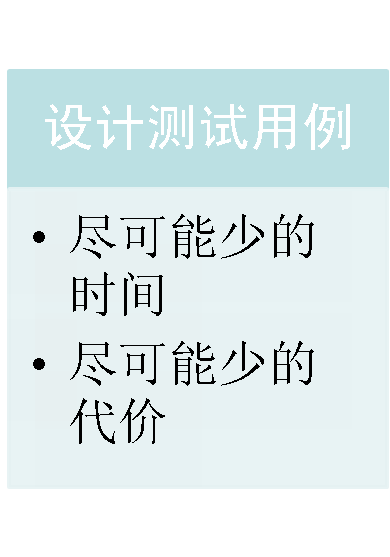 设计测试用例
• 尽可能少的
时间
• 尽可能少的
代价